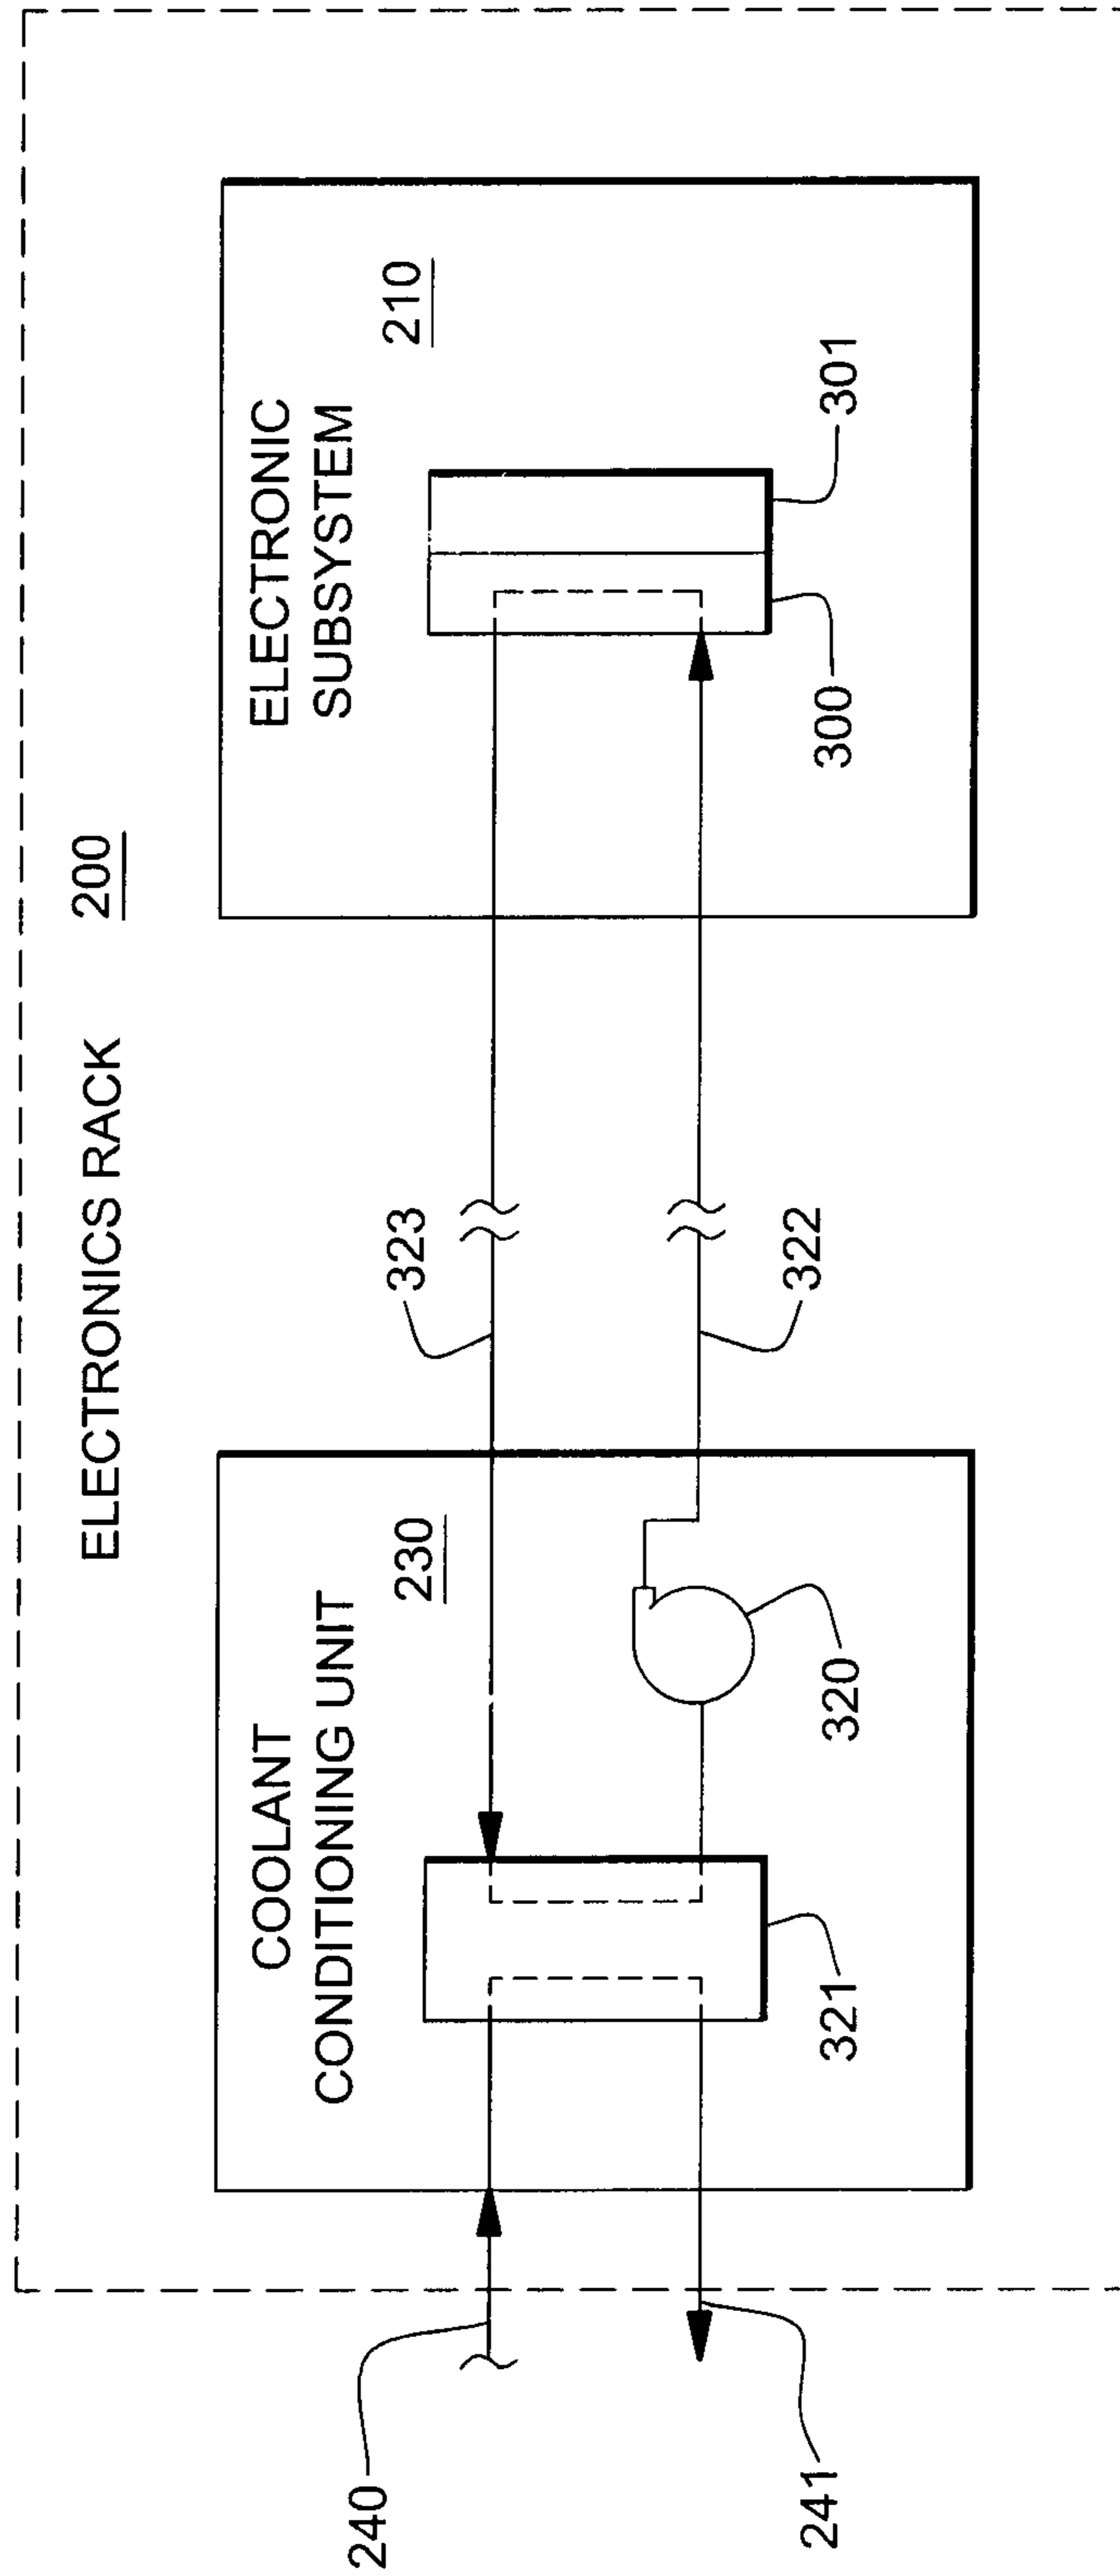 ELECTRONICS RACK 200
COOLANT
CONDITIONING UNIT
230
ELECTRONIC
SUBSYSTEM
210
240
241
323
322
321
320
300
301